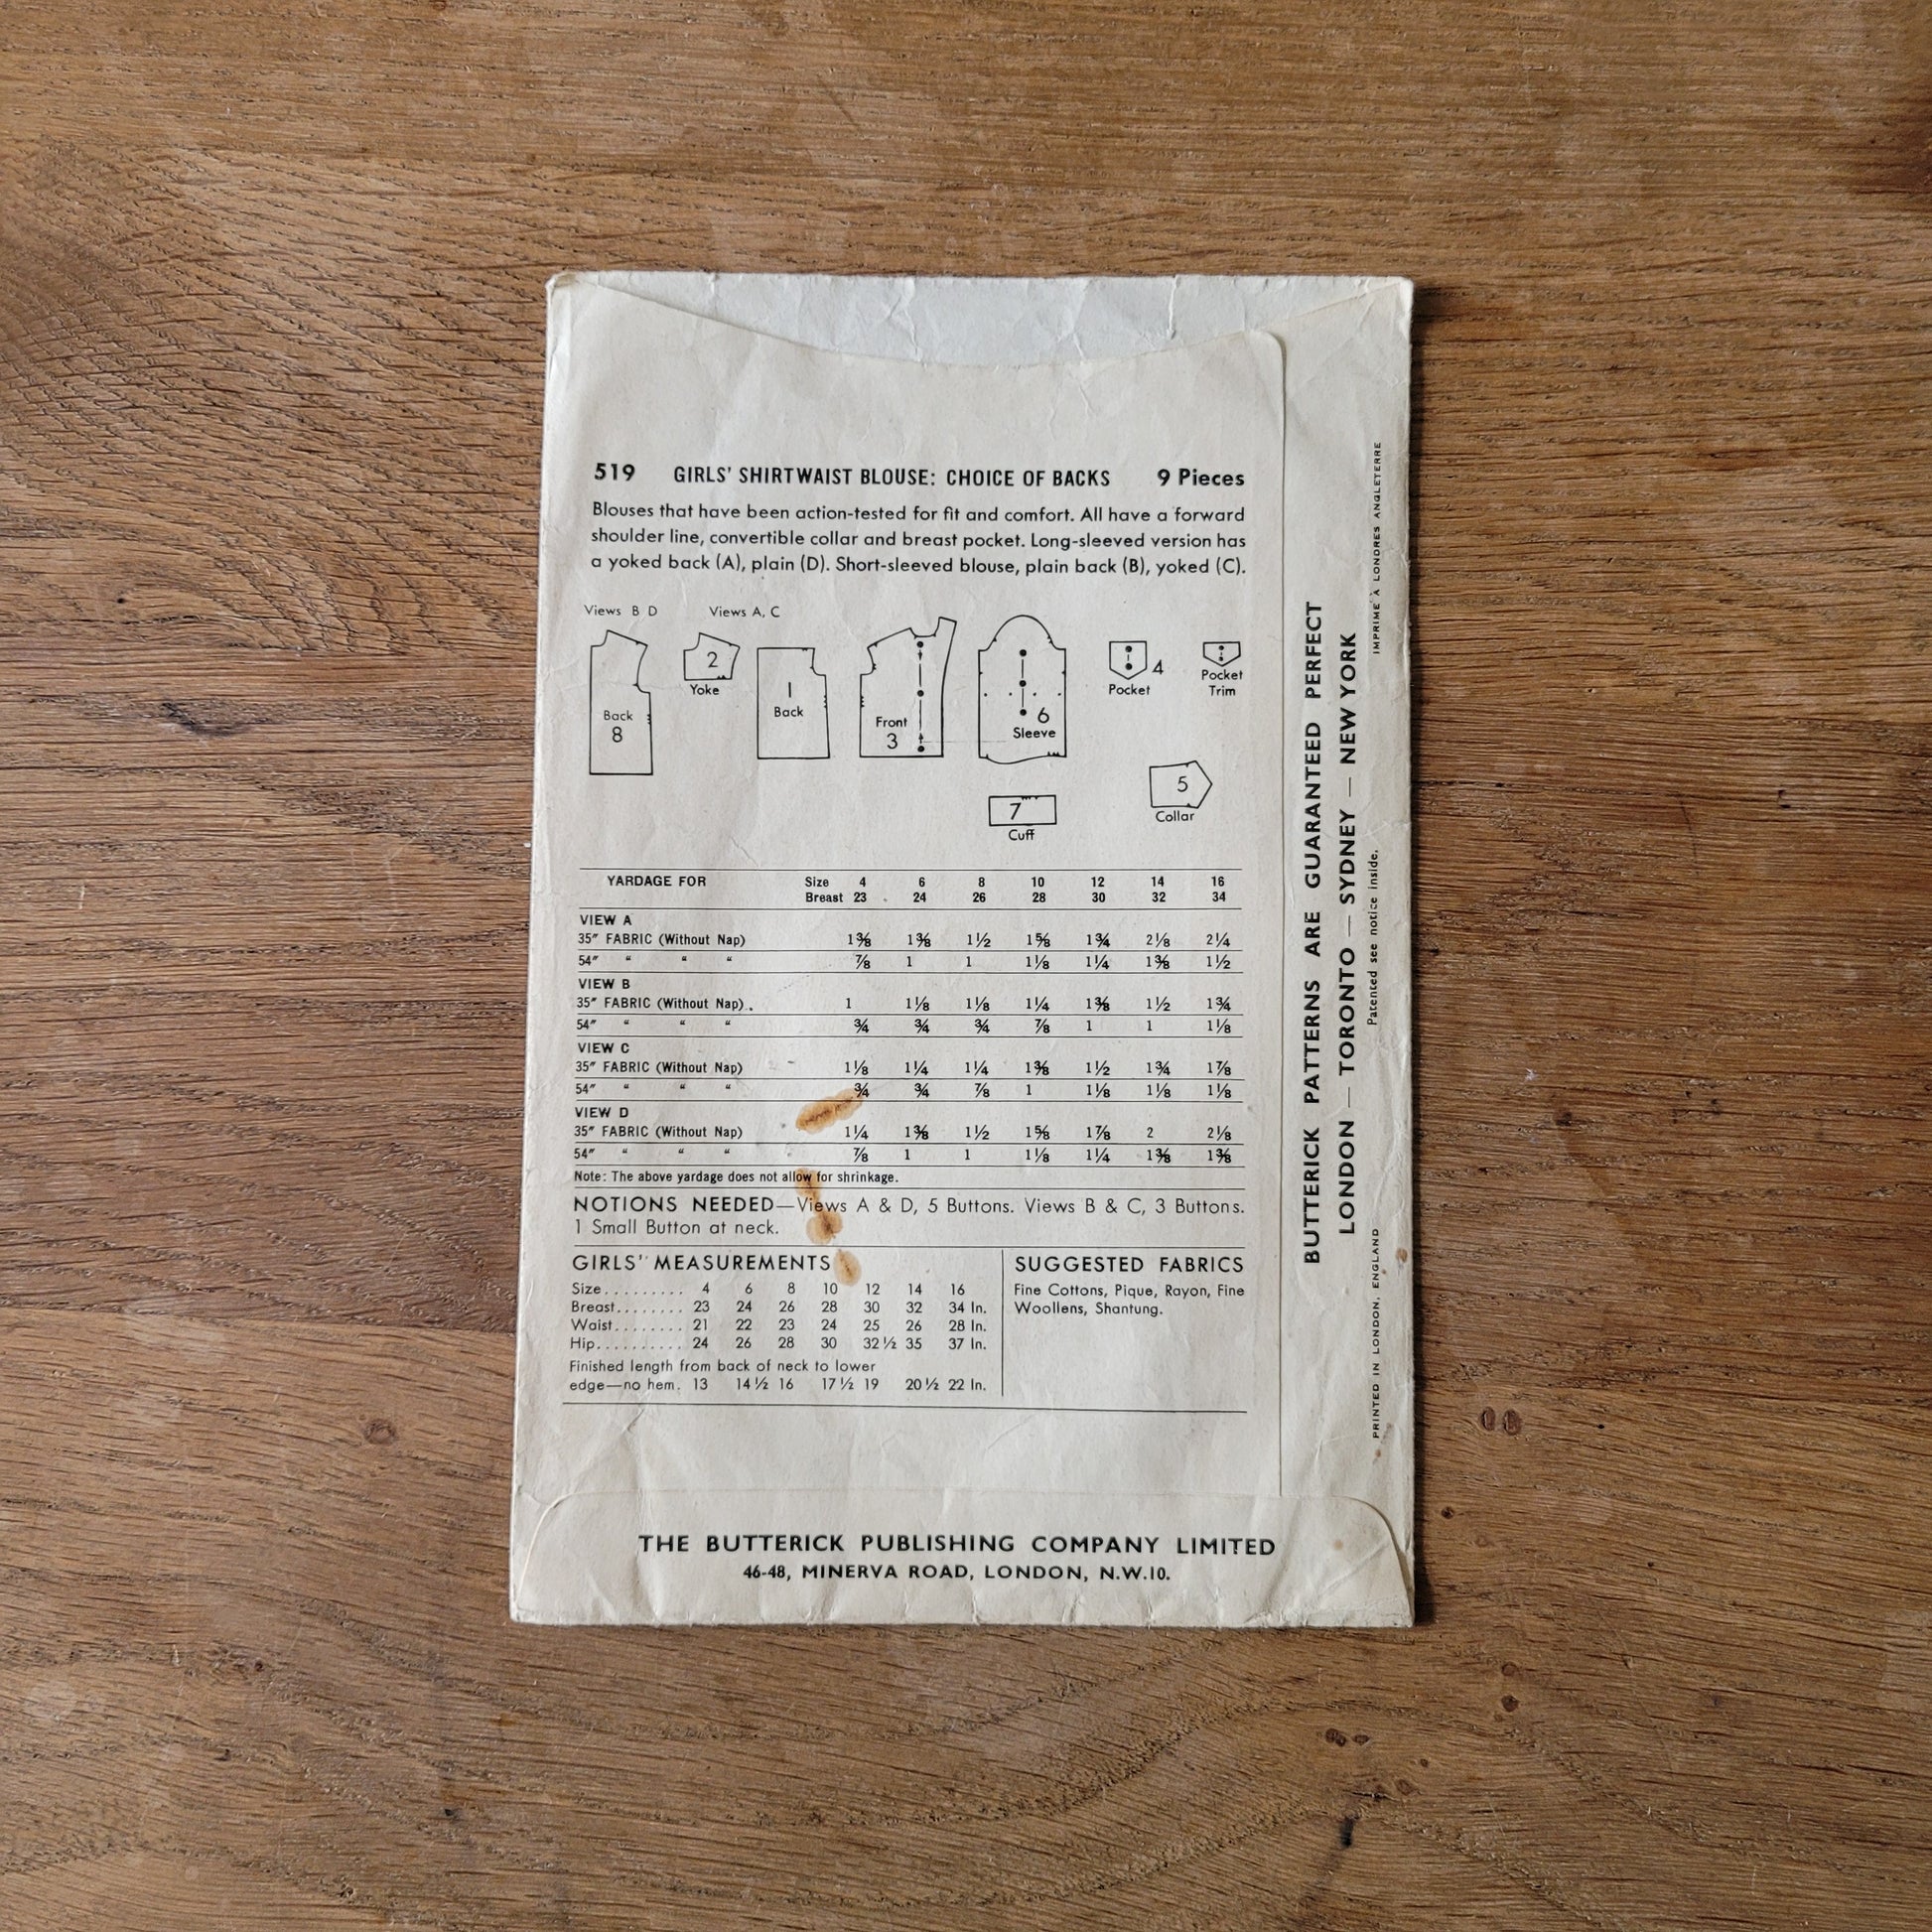 519 GIRLS' SHIRTWAIST BLOUSE: CHOICE OF BACKS 9 Pieces
Blouses that have been action-tested for fit and comfort. All have a forward
shoulder line, convertible collar and breast pocket. Long-sleeved version has
a yoked back (A), plain (D). Short-sleeved blouse, plain back (B), yoked (C).
Views B D Views A, C
Back
8
2
Yoke
1
Back
Front
3
6
Sleeve
4
Pocket
Pocket
Trim
5
Collar
7
Cuff
YARDAGE FOR Size 4 6 8 10 12 14 16
Breast 23 24 26 28 30 32 34
VIEW A
35″ FABRIC (Without Nap) 1⅜ 1⅜ 1½ 1⅝ 1¾ 2⅛ 2¼
54″ " " " ⅞ 1 1 1⅛ 1¼ 1⅜ 1½
VIEW B
35″ FABRIC (Without Nap). . 1 1⅛ 1⅛ 1¼ 1⅜ 1½ 1¾
54″ " " " ¾ ¾ ¾ ⅞ 1 1 1⅛
VIEW C
35″ FABRIC (Without Nap) 1⅛ 1¼ 1¼ 1⅜ 1½ 1¾ 1⅞
54″ " " " ¾ ¾ ⅞ 1 1⅛ 1⅛ 1⅛
VIEW D
35″ FABRIC (Without Nap) 1¼ 1⅜ 1½ 1⅝ 1⅞ 2 2⅛
54″ " " " ⅞ 1 1 1⅛ 1¼ 1⅜ 1⅜
Note: The above yardage does not allow for shrinkage.
NOTIONS NEEDED—Views A & D, 5 Buttons. Views B & C, 3 Buttons.
1 Small Button at neck.
GIRLS' MEASUREMENTS
Size......... 4 6 8 10 12 14 16
Breast........ 23 24 26 28 30 32 34 In.
Waist........ 21 22 23 24 25 26 28 In.
Hip.......... 24 26 28 30 32½ 35 37 In.
Finished length from back of neck to lower
edge—no hem. 13 14½ 16 17½ 19 20½ 22 In.
SUGGESTED FABRICS
Fine Cottons, Pique, Rayon, Fine
Woollens, Shantung.
BUTTERICK PATTERNS ARE GUARANTEED PERFECT
LONDON — TORONTO — SYDNEY — NEW YORK
PRINTED IN LONDON, ENGLAND Patented see notice inside. IMPRIMÉ A LONDRES ANGLETERRE
THE BUTTERICK PUBLISHING COMPANY LIMITED
46-48, MINERVA ROAD, LONDON, N.W.10.